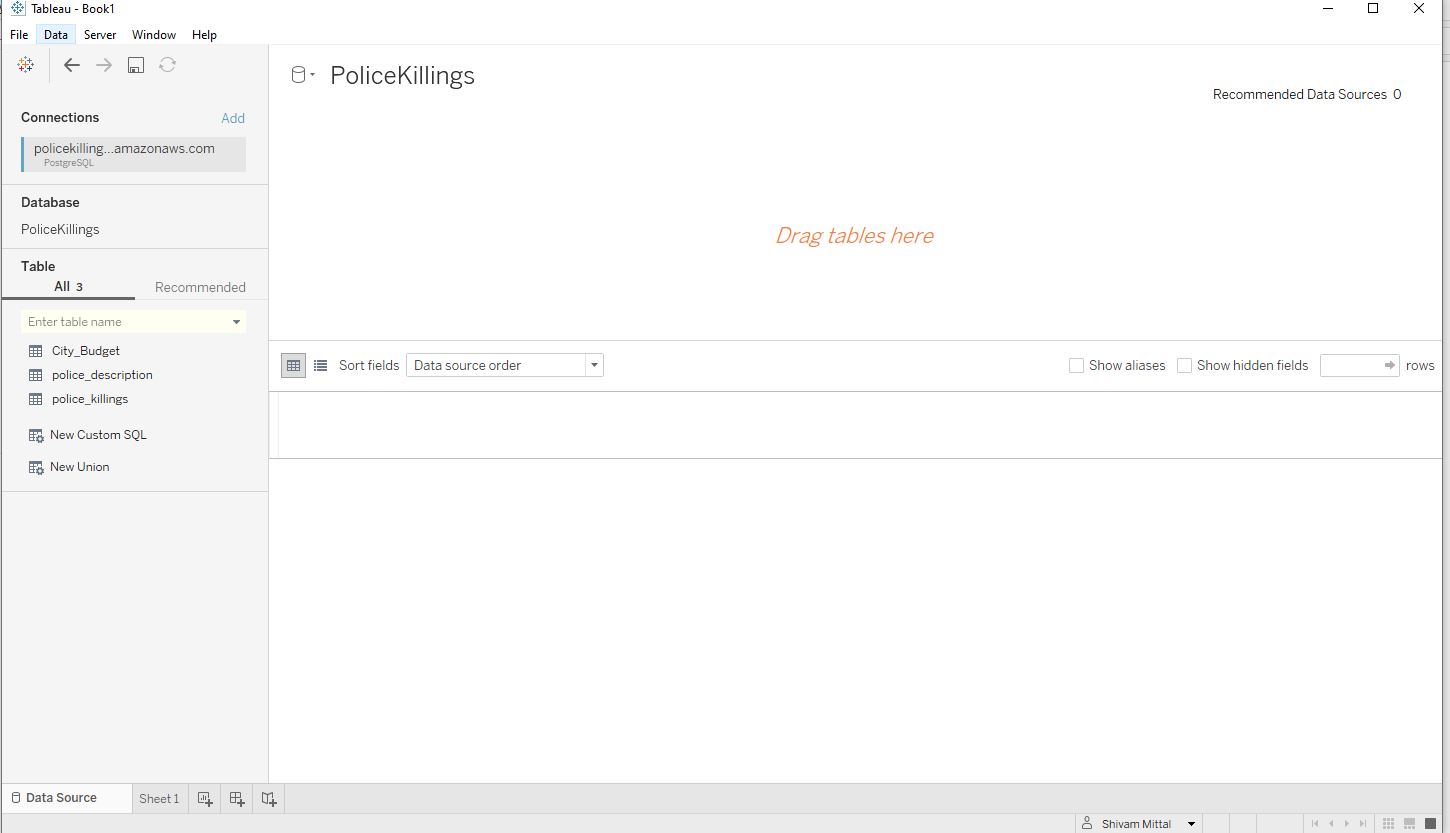 Tableau - Book1
File Data Server Window Help
PoliceKillings
Recommended Data Sources 0
Connections Add
policekilling...amazonaws.com
PostgreSQL
Database
PoliceKillings
Table
All 3 Recommended
Enter table name
City_Budget
police_description
police_killings
New Custom SQL
New Union
Drag tables here
Sort fields Data source order Show aliases Show hidden fields rows
Data Source Sheet 1
Shivam Mittal